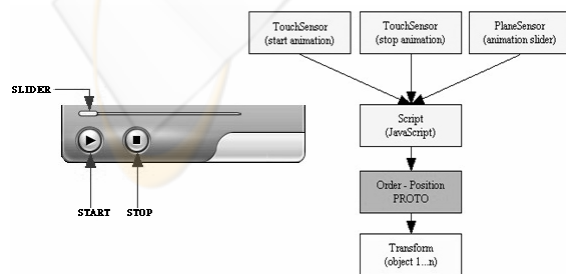 SLIDER
START
STOP
TouchSensor
(start animation)
TouchSensor
(stop animation)
PlaneSensor
(animation slider)
Script
(JavaScript)
Order - Position
PROTO
Transform
(object 1...n)